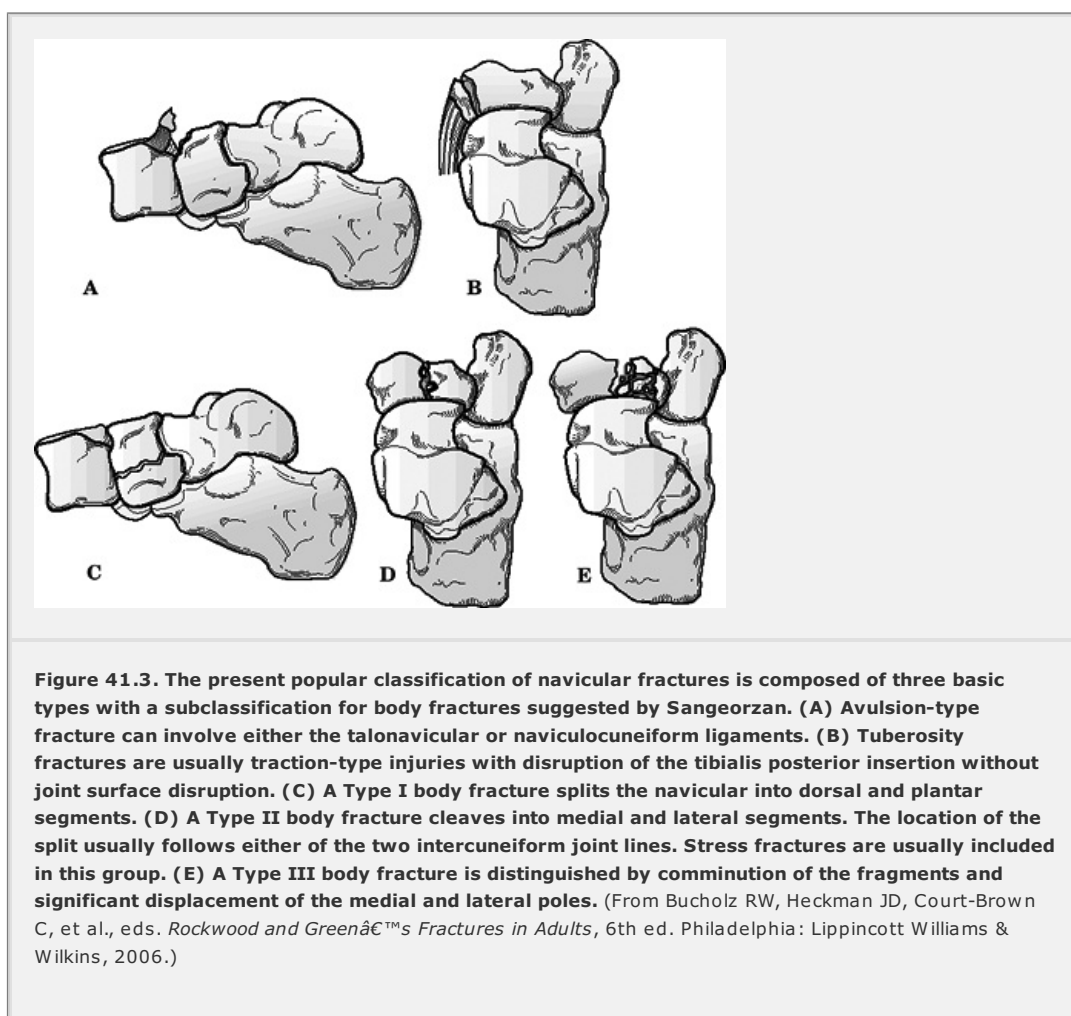 A
B
C
D
E
Figure 41.3. The present popular classification of navicular fractures is composed of three basic
types with a subclassification for body fractures suggested by Sangeorzan. (A) Avulsion-type
fracture can involve either the talonavicular or naviculocuneiform ligaments. (B) Tuberosity
fractures are usually traction-type injuries with disruption of the tibialis posterior insertion without
joint surface disruption. (C) A Type I body fracture splits the navicular into dorsal and plantar
segments. (D) A Type II body fracture cleaves into medial and lateral segments. The location of the
split usually follows either of the two intercuneiform joint lines. Stress fractures are usually included
in this group. (E) A Type III body fracture is distinguished by comminution of the fragments and
significant displacement of the medial and lateral poles. (From Bucholz RW, Heckman JD, Court-Brown
C, et al., eds. Rockwood and Greenâ€™s Fractures in Adults, 6th ed. Philadelphia: Lippincott Williams &
Wilkins, 2006.)